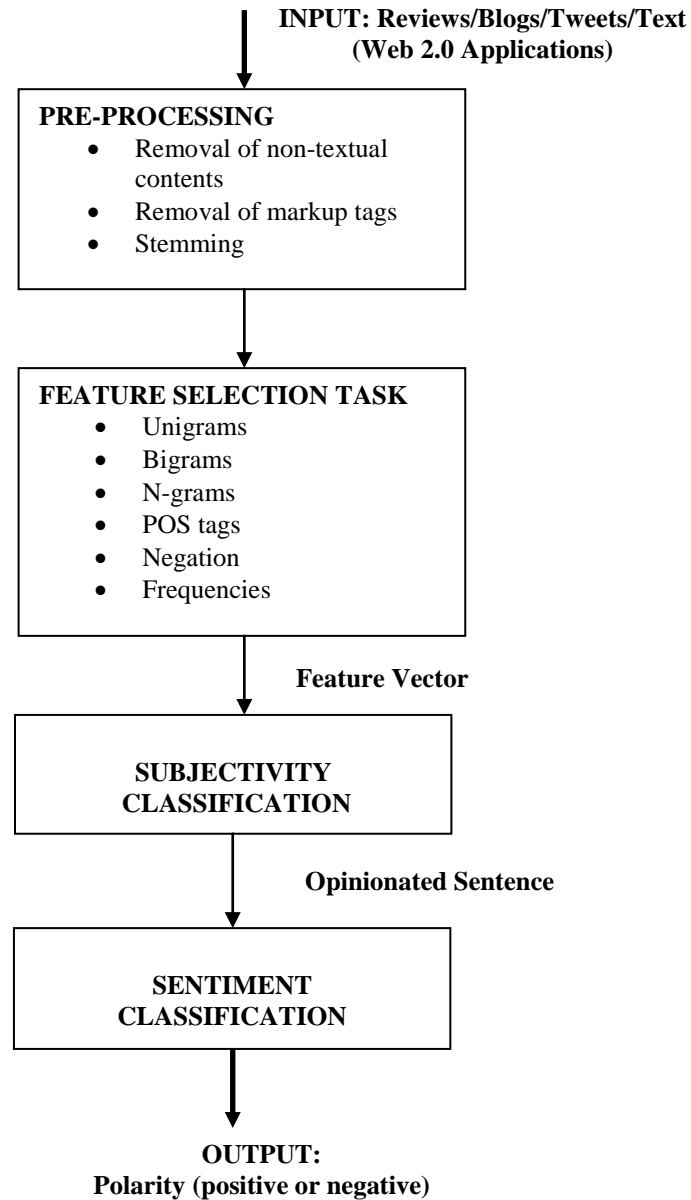 INPUT: Reviews/Blogs/Tweets/Text
(Web 2.0 Applications)
PRE-PROCESSING
• Removal of non-textual
contents
• Removal of markup tags
• Stemming
FEATURE SELECTION TASK
• Unigrams
• Bigrams
• N-grams
• POS tags
• Negation
• Frequencies
Feature Vector
SUBJECTIVITY
CLASSIFICATION
Opinionated Sentence
SENTIMENT
CLASSIFICATION
OUTPUT:
Polarity (positive or negative)